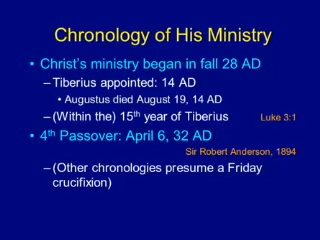 Chronology of His Ministry
• Christ's ministry began in fall 28 AD
– Tiberius appointed: 14 AD
• Augustus died August 19, 14 AD
– (Within the) 15th year of Tiberius Luke 3:1
• 4th Passover: April 6, 32 AD
Sir Robert Anderson, 1894
– (Other chronologies presume a Friday
crucifixion)